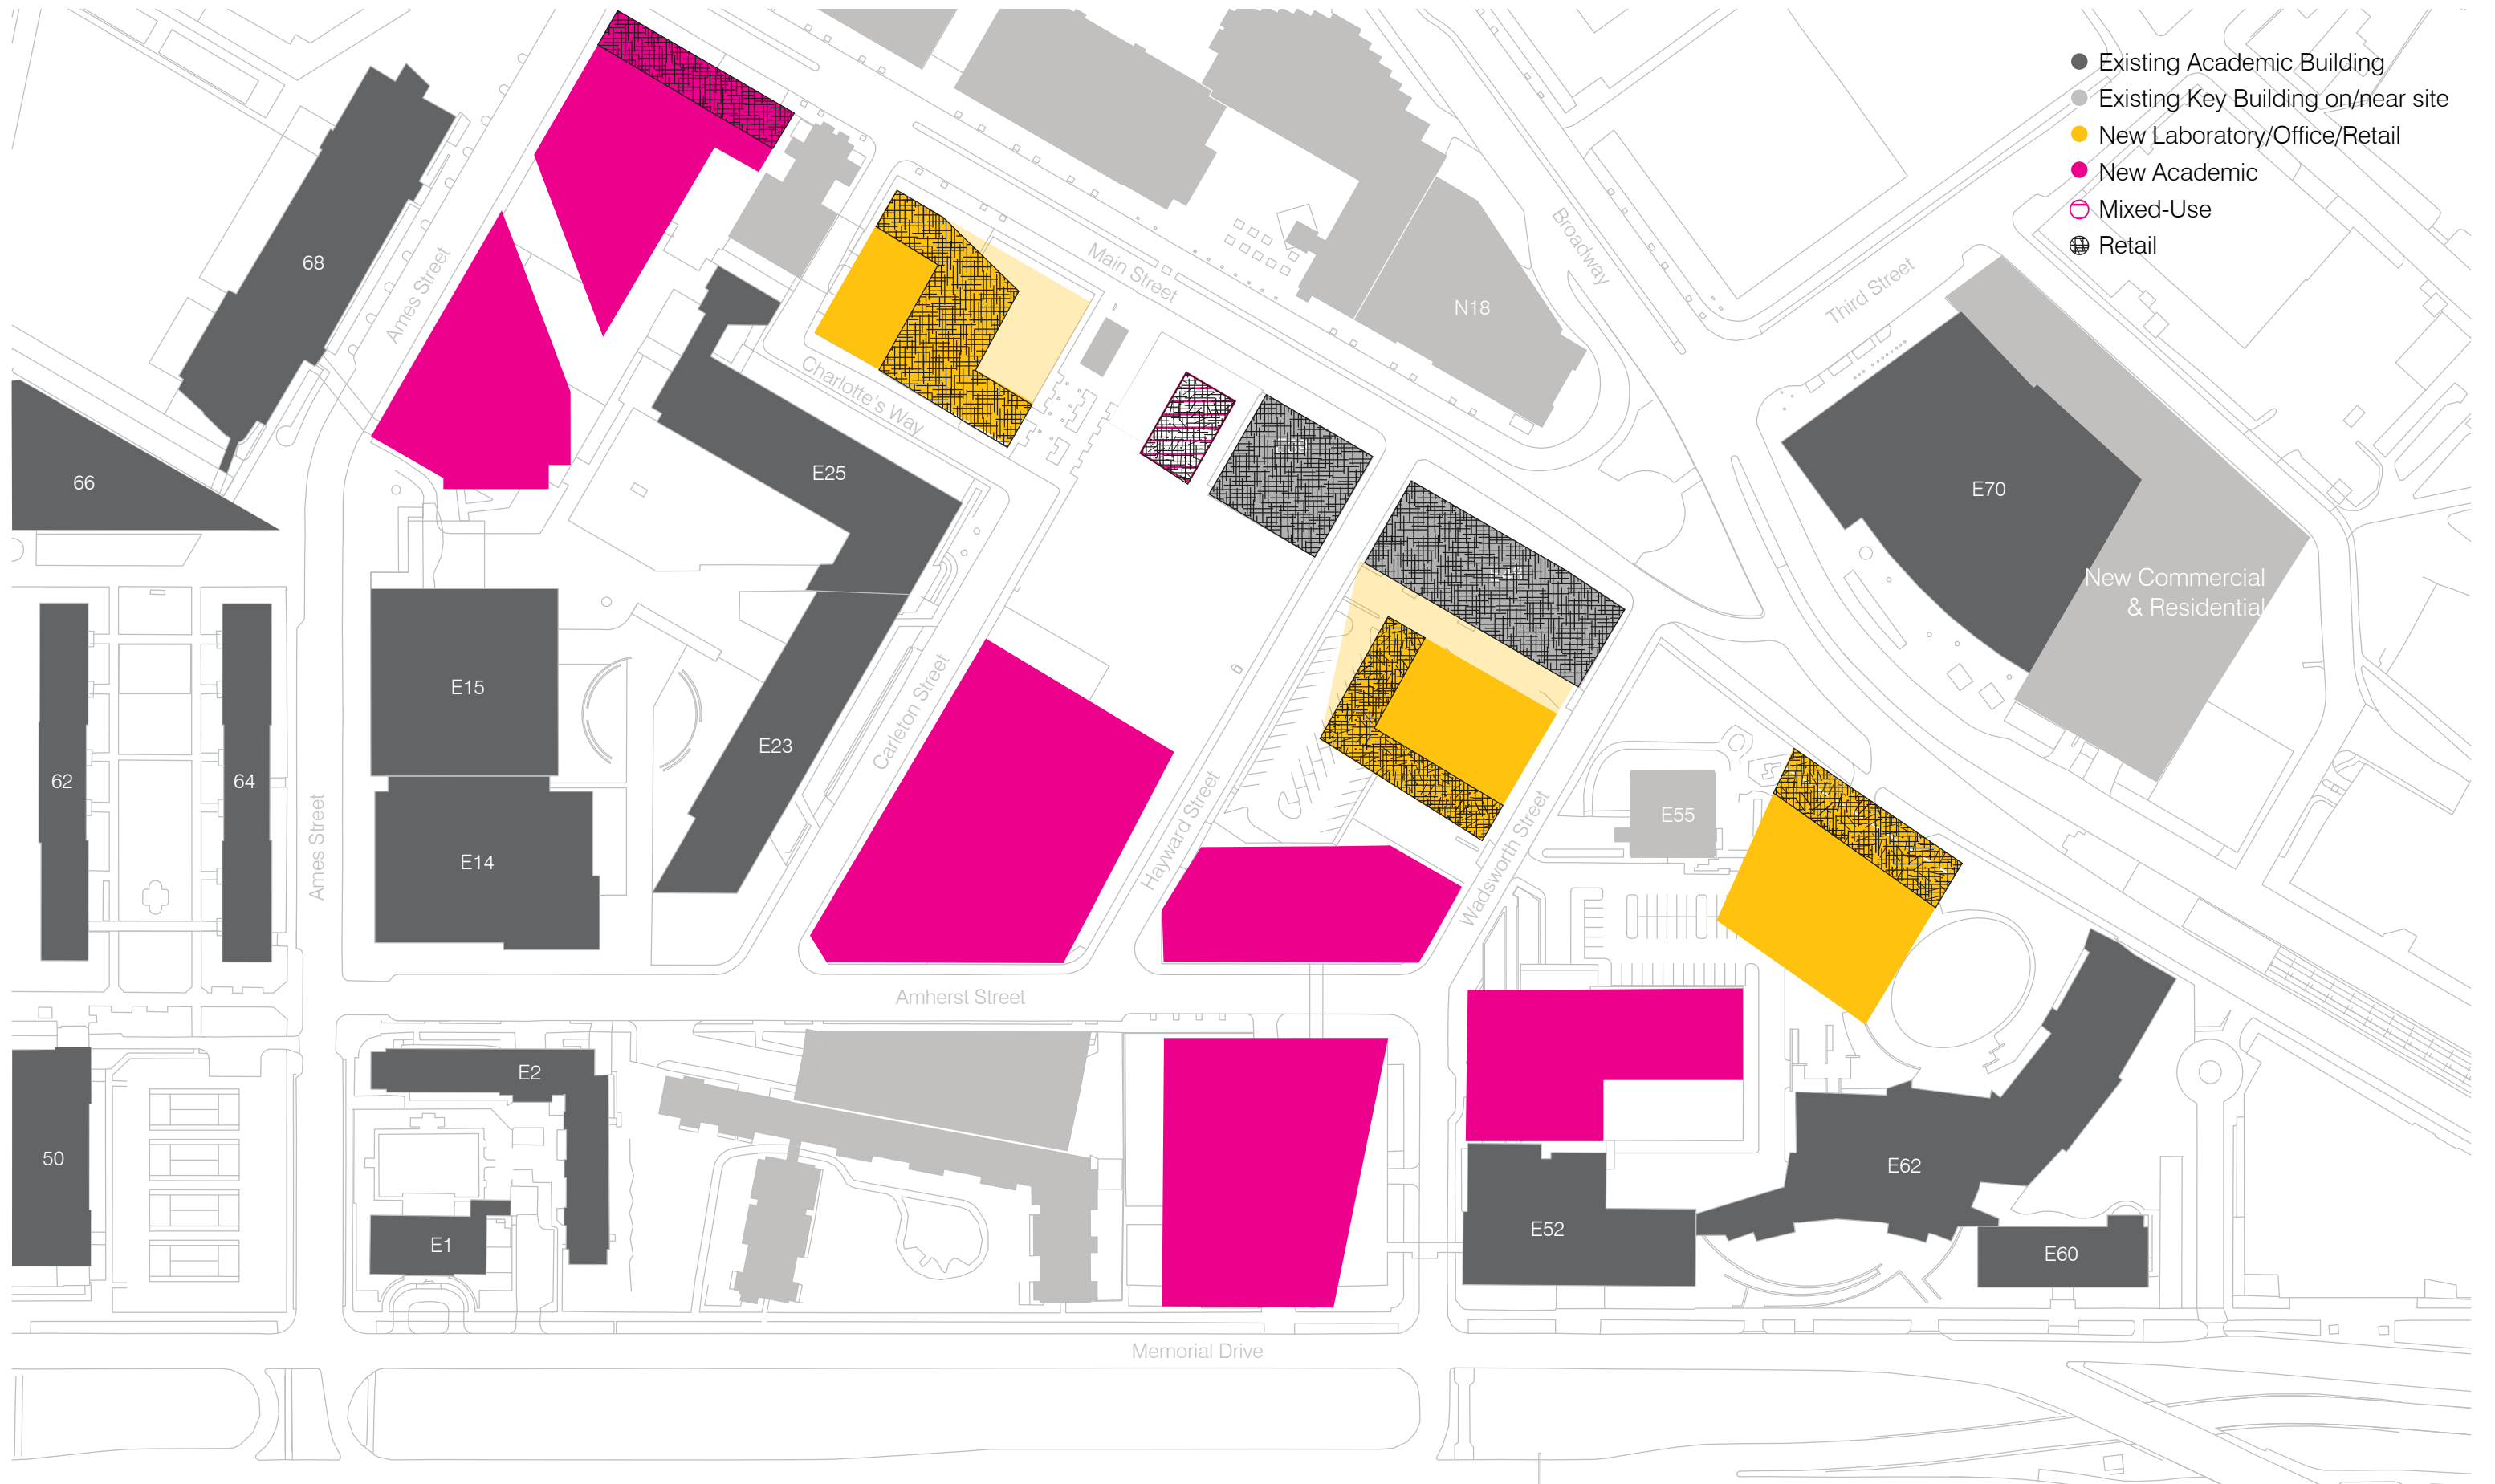 Existing Academic Building
Existing Key Building on/near site
New Laboratory/Office/Retail
New Academic
Mixed-Use
Retail
Broadway
Third Street
Main Street
68
Ames Street
N18
Charlotte's Way
66
E25
E70
New Commercial
& Residential
E15
Carleton Street
E23
62
64
Ames Street
E14
Hayward Street
Wadsworth Street
E55
Amherst Street
E2
50
E1
E62
E52
E60
Memorial Drive